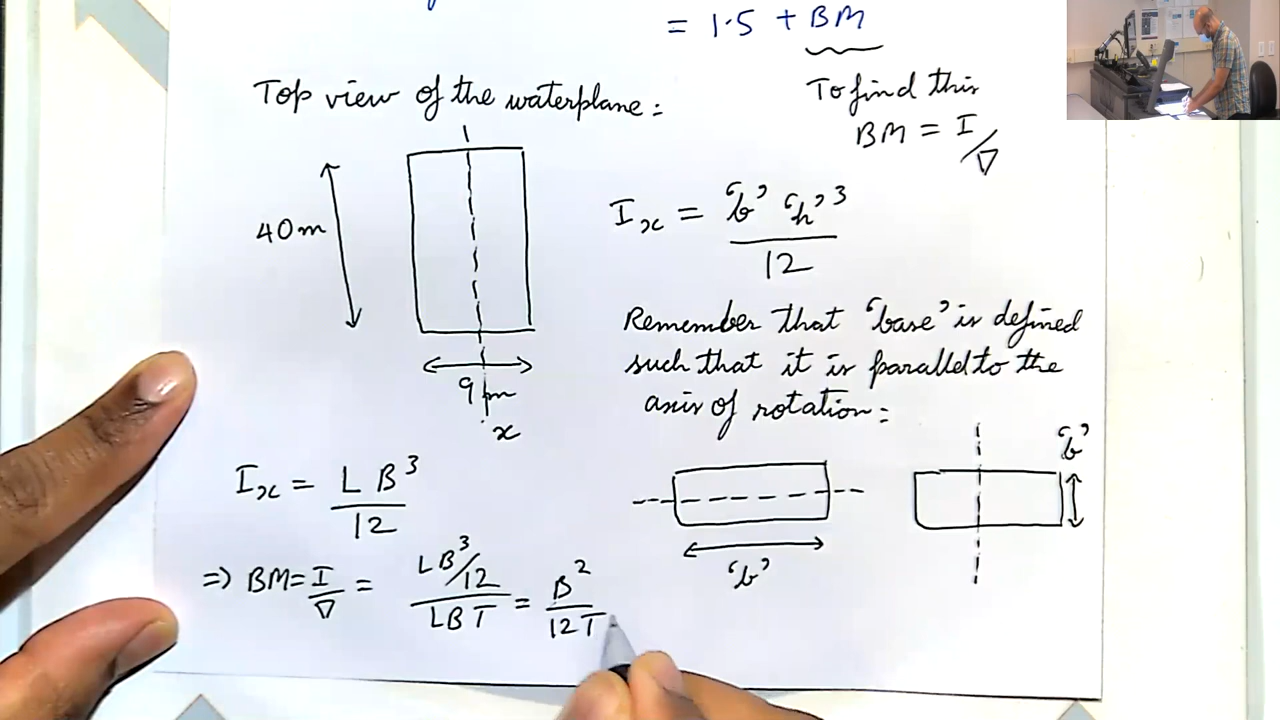 = 1.5 + BM
Top view of the waterplane:
To find this
BM = I/∇
40m
9m
x
Ix = 'b' 'h'³
12
Remember that 'base' is defined
such that it is parallel to the
axis of rotation:
'b'
'b'
Ix = L B³
12
⇒ BM = I/∇ = LB³/12 / LBT = B² / 12T